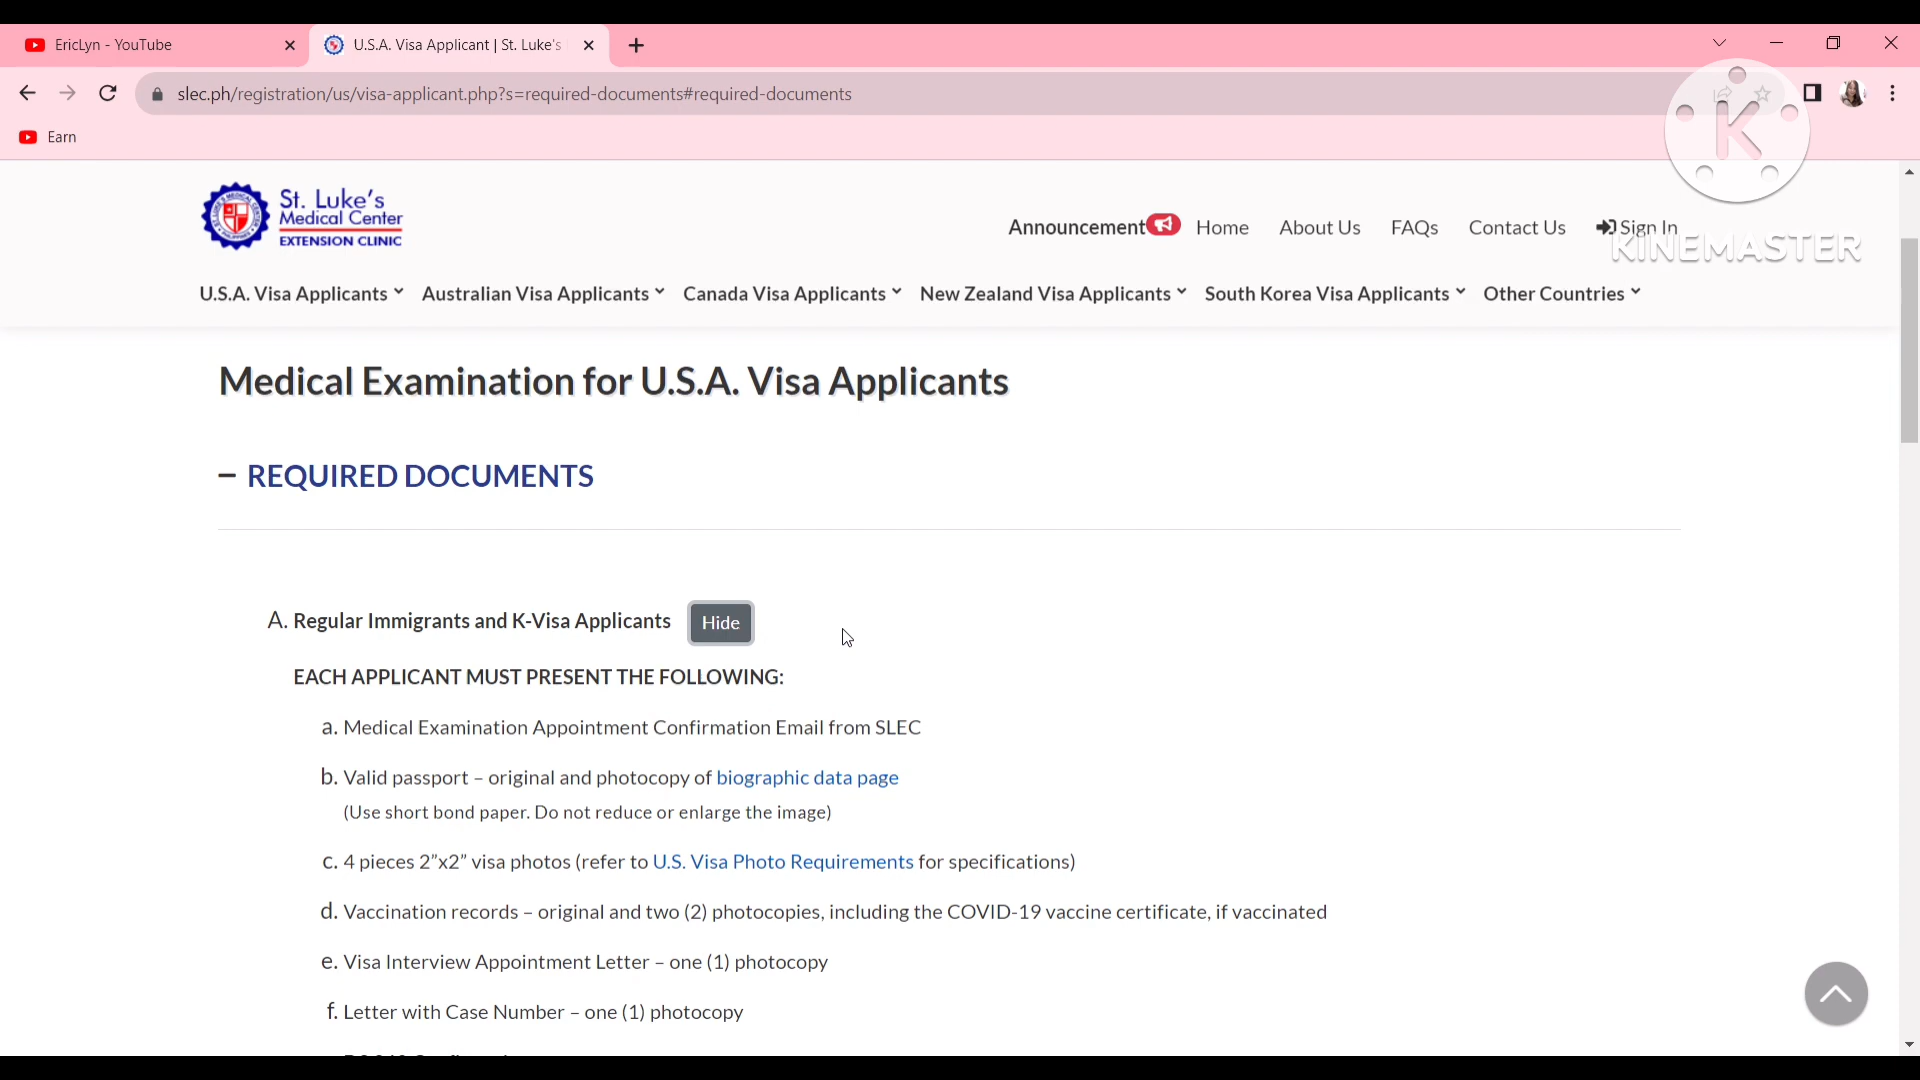 EricLyn - YouTube
U.S.A. Visa Applicant | St. Luke's
slec.ph/registration/us/visa-applicant.php?s=required-documents#required-documents
Earn
K
KINEMASTER
St. Luke's
Medical Center
EXTENSION CLINIC
Announcement Home About Us FAQs Contact Us Sign In
U.S.A. Visa Applicants Australian Visa Applicants Canada Visa Applicants New Zealand Visa Applicants South Korea Visa Applicants Other Countries
Medical Examination for U.S.A. Visa Applicants
– REQUIRED DOCUMENTS
A. Regular Immigrants and K-Visa Applicants Hide
EACH APPLICANT MUST PRESENT THE FOLLOWING:
a. Medical Examination Appointment Confirmation Email from SLEC
b. Valid passport – original and photocopy of biographic data page
(Use short bond paper. Do not reduce or enlarge the image)
c. 4 pieces 2”x2” visa photos (refer to U.S. Visa Photo Requirements for specifications)
d. Vaccination records – original and two (2) photocopies, including the COVID-19 vaccine certificate, if vaccinated
e. Visa Interview Appointment Letter – one (1) photocopy
f. Letter with Case Number – one (1) photocopy